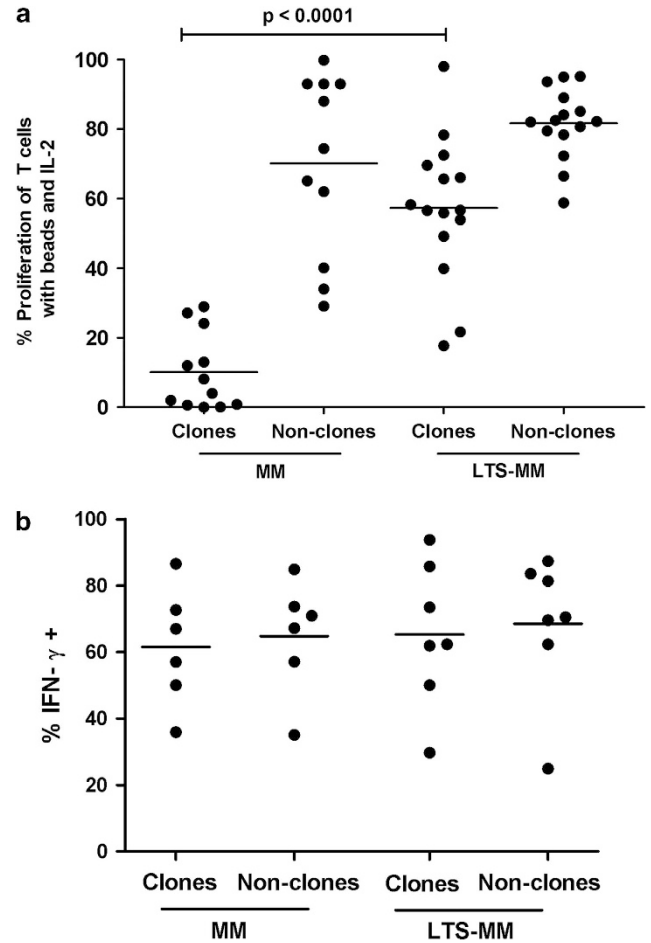 a
p < 0.0001
% Proliferation of T cells
with beads and IL-2
100
80
60
40
20
0
Clones Non-clones Clones Non-clones
MM LTS-MM
b
% IFN- γ +
100
80
60
40
20
0
Clones Non-clones Clones Non-clones
MM LTS-MM